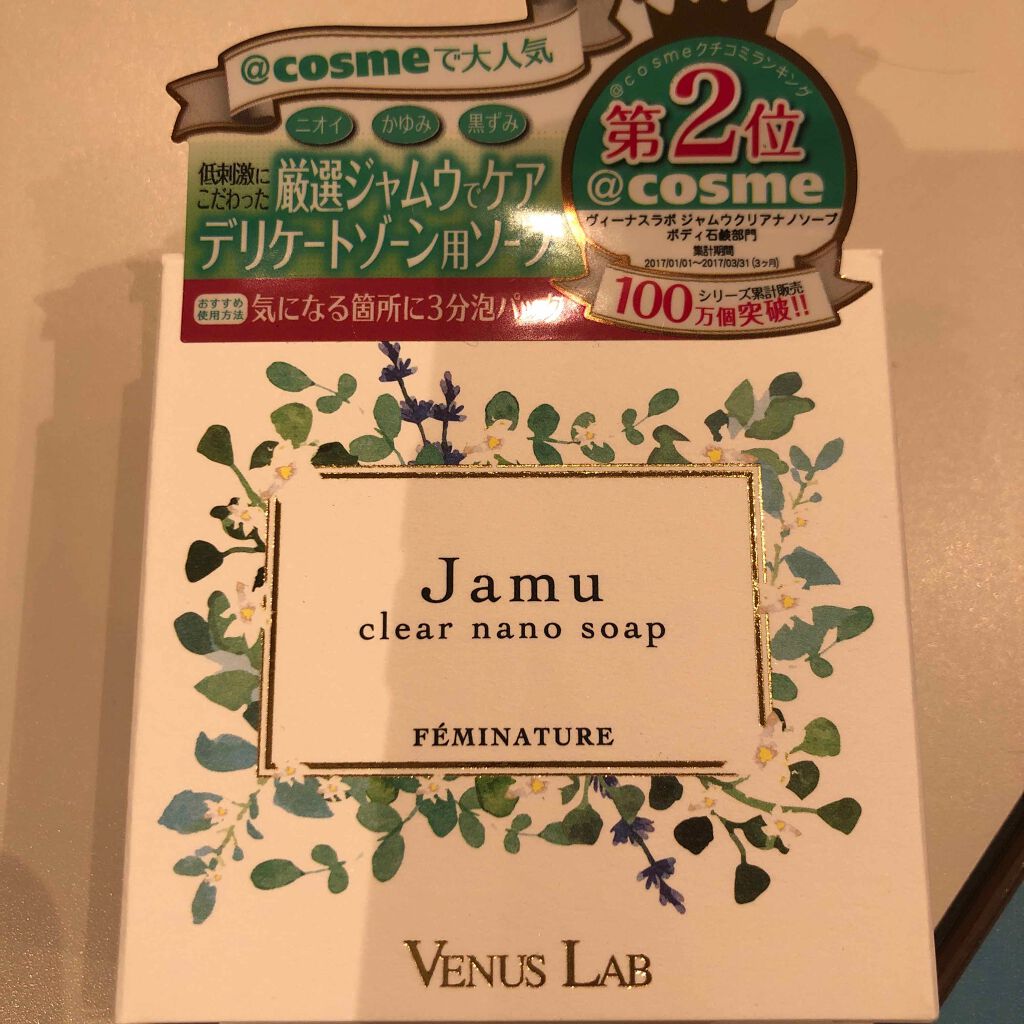 @cosmeで大人気
ニオイ かゆみ 黒ずみ
低刺激に
こだわった
厳選ジャムウでケア
デリケートゾーン用ソープ
おすすめ
使用方法
気になる箇所に3分泡パック
@cosmeクチコミランキング
第2位
@cosme
ヴィーナスラボ ジャムウクリアナノソープ
ボディ石鹸部門
集計期間
2017/01/01〜2017/03/31(3ヶ月)
シリーズ累計販売
100万個突破!!
Jamu
clear nano soap
FÉMINATURE
VENUS LAB